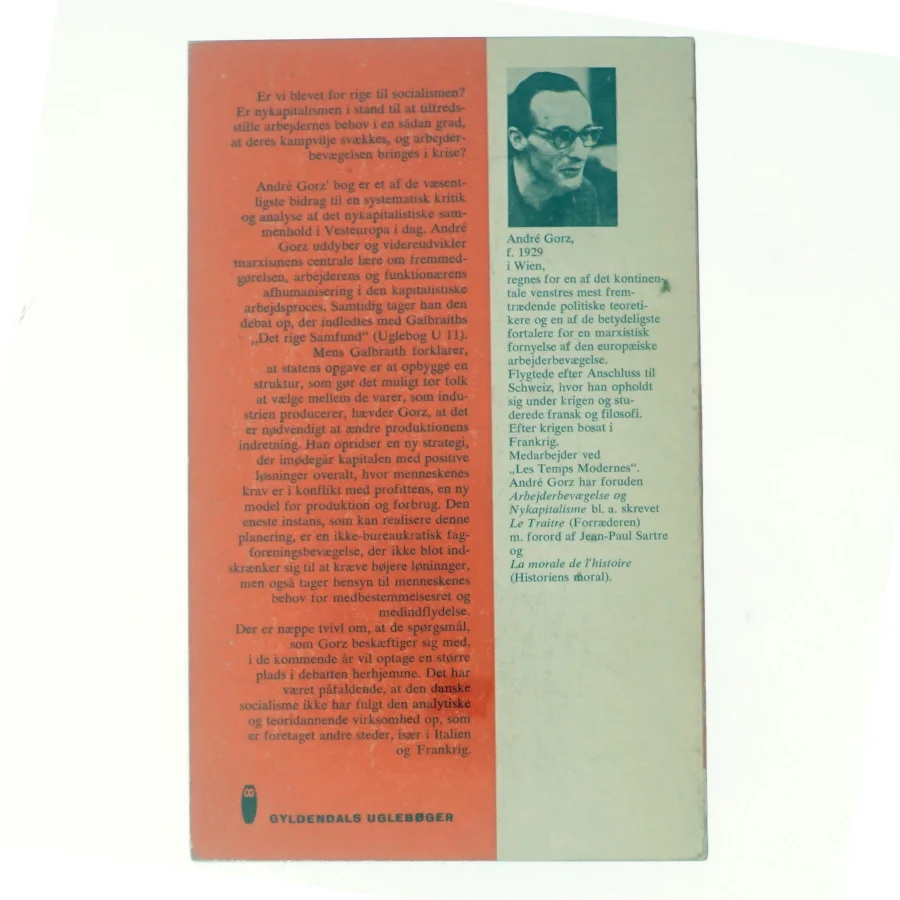 Er vi blevet for rige til socialismen?
Er nykapitalismen i stand til at tilfreds-
stille arbejdernes behov i en sådan grad,
at deres kampvilje svækkes, og arbejder-
bevægelsen bringes i krise?
André Gorz' bog er et af de væsent-
ligste bidrag til en systematisk kritik
og analyse af det nykapitalistiske sam-
menhold i Vesteuropa i dag. André
Gorz uddyber og videreudvikler
marxismens centrale lære om fremmed-
gørelsen, arbejderens og funktionærens
afhumanisering i den kapitalistiske
arbejdsproces. Samtidig tager han den
debat op, der indledtes med Galbraiths
„Det rige Samfund“ (Uglebog U 11).
Mens Galbraith forklarer,
at statens opgave er at opbygge en
struktur, som gør det muligt for folk
at vælge mellem de varer, som indu-
strien producerer, hævder Gorz, at det
er nødvendigt at ændre produktionens
indretning. Han opridser en ny strategi,
der imødegår kapitalen med positive
løsninger overalt, hvor menneskenes
krav er i konflikt med profittens, en ny
model for produktion og forbrug. Den
eneste instans, som kan realisere denne
planering, er en ikke-bureaukratisk fag-
foreningsbevægelse, der ikke blot ind-
skrænker sig til at kræve højere løninnger,
men også tager hensyn til menneskenes
behov for medbestemmelsesret og
medindflydelse.
Der er næppe tvivl om, at de spørgsmål,
som Gorz beskæftiger sig med,
i de kommende år vil optage en større
plads i debatten herhjemme. Det har
været påfaldende, at den danske
socialisme ikke har fulgt den analytiske
og teoridannende virksomhed op, som
er foretaget andre steder, især i Italien
og Frankrig.
GYLDENDALS UGLEBØGER
André Gorz,
f. 1929
i Wien,
regnes for en af det kontinen-
tale venstres mest frem-
trædende politiske teoreti-
kere og en af de betydeligste
fortalere for en marxistisk
fornyelse af den europæiske
arbejderbevægelse.
Flygtede efter Anschluss til
Schweiz, hvor han opholdt
sig under krigen og stu-
derede fransk og filosofi.
Efter krigen bosat i
Frankrig.
Medarbejder ved
„Les Temps Modernes“.
André Gorz har foruden
Arbejderbevægelse og
Nykapitalisme bl. a. skrevet
Le Traitre (Forræderen)
m. forord af Jean-Paul Sartre
og
La morale de l'histoire
(Historiens moral).